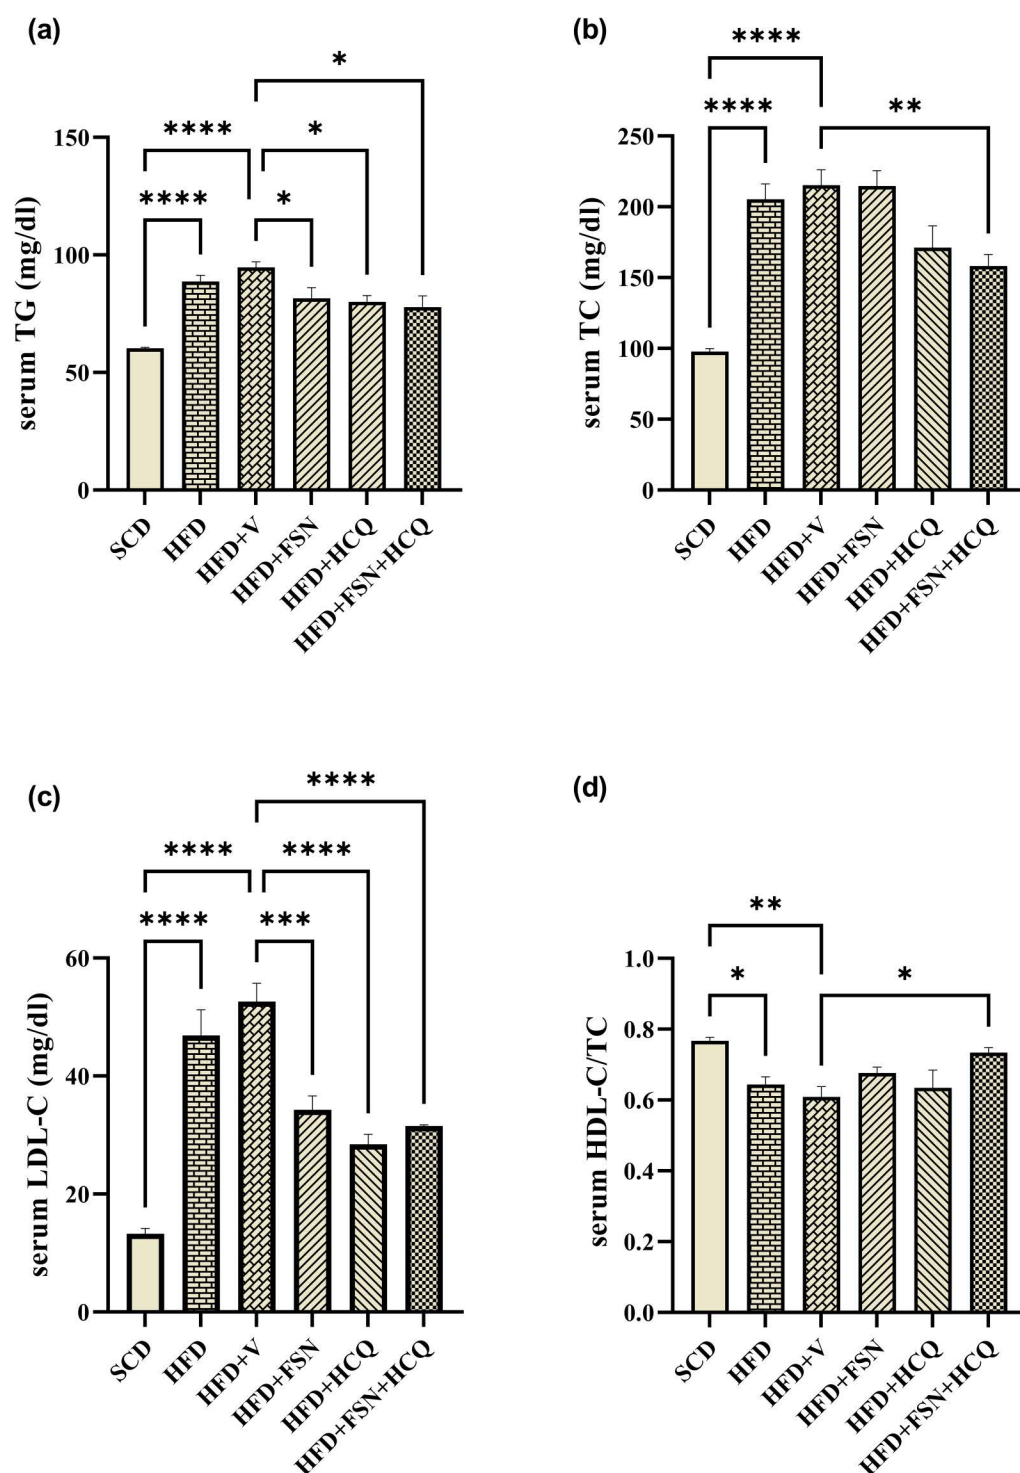 (a)
*
****
*
****
*
serum TG (mg/dl)
150
100
50
0
SCD
HFD
HFD+V
HFD+FSN
HFD+HCQ
HFD+FSN+HCQ
(b)
****
****
**
serum TC (mg/dl)
250
200
150
100
50
0
SCD
HFD
HFD+V
HFD+FSN
HFD+HCQ
HFD+FSN+HCQ
(c)
****
****
****
****
***
serum LDL-C (mg/dl)
60
40
20
0
SCD
HFD
HFD+V
HFD+FSN
HFD+HCQ
HFD+FSN+HCQ
(d)
**
*
*
serum HDL-C/TC
1.0
0.8
0.6
0.4
0.2
0.0
SCD
HFD
HFD+V
HFD+FSN
HFD+HCQ
HFD+FSN+HCQ